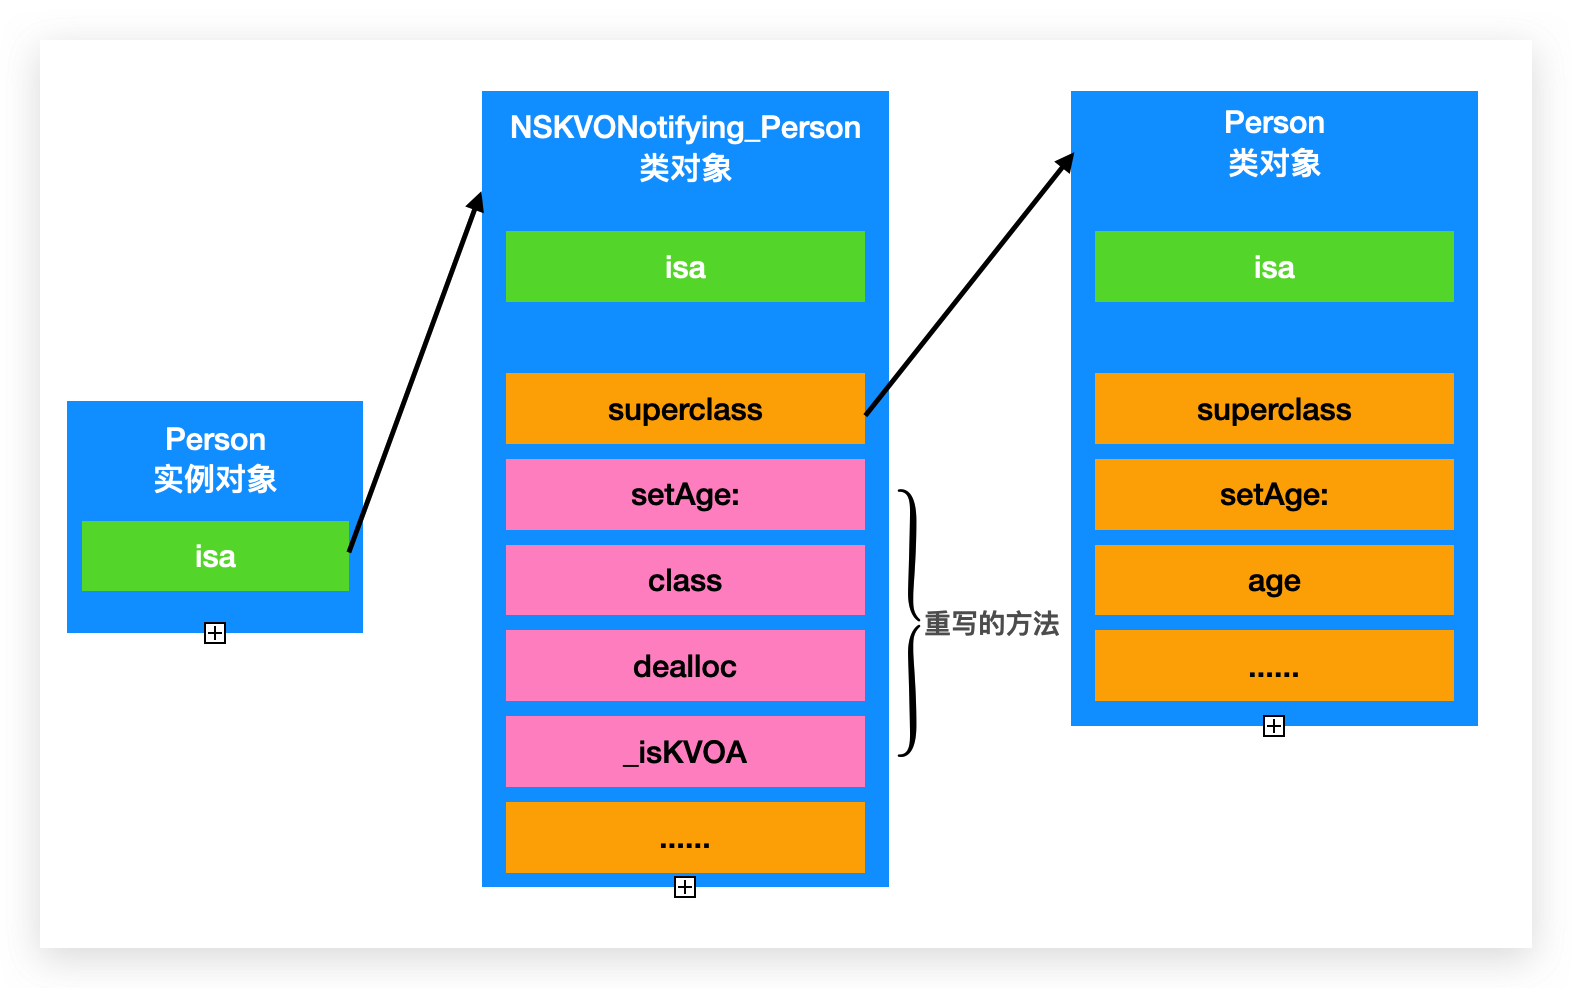 Person
实例对象
isa
NSKVONotifying_Person
类对象
isa
superclass
setAge:
class
dealloc
_isKVOA
......
重写的方法
Person
类对象
isa
superclass
setAge:
age
......